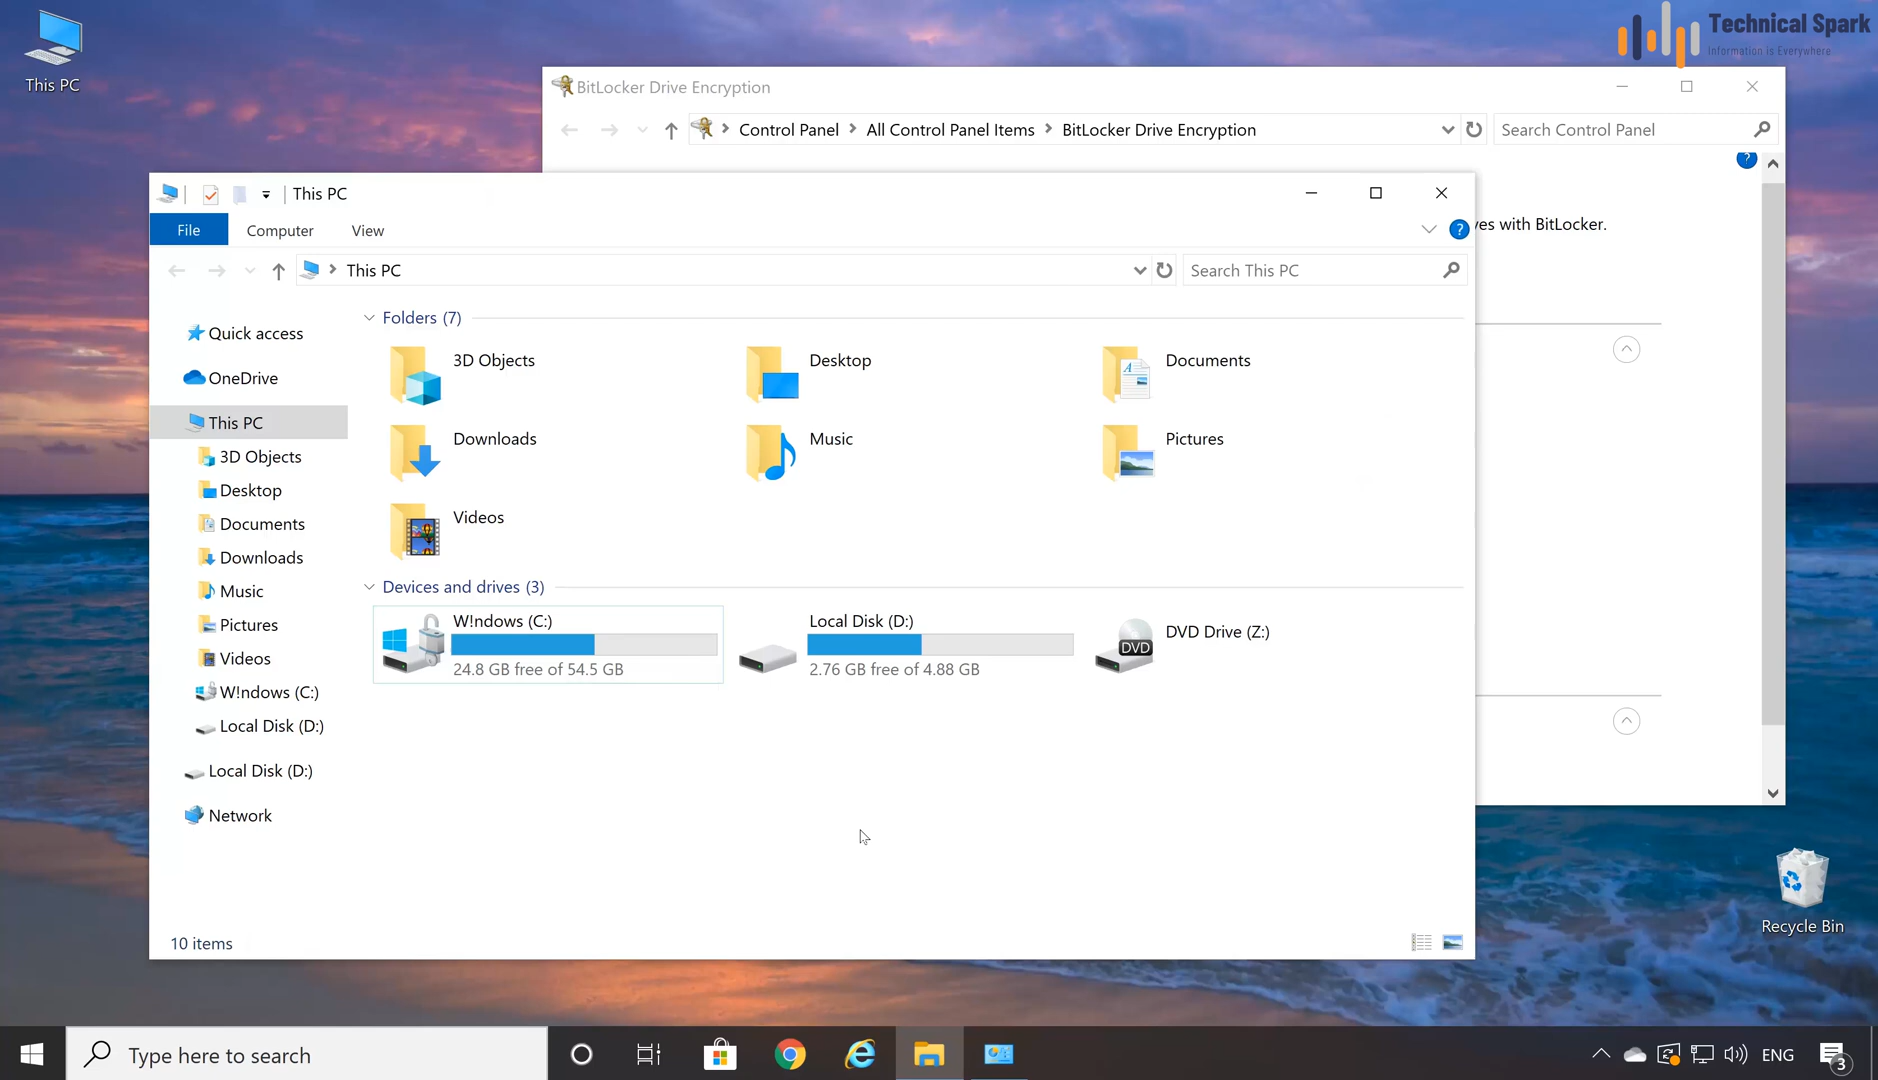 This PC
Technical Spark
Information is Everywhere
BitLocker Drive Encryption
Control Panel
All Control Panel Items
BitLocker Drive Encryption
Search Control Panel
?
ves with BitLocker.
This PC
File
Computer
View
?
This PC
Search This PC
Quick access
OneDrive
This PC
3D Objects
Desktop
Documents
Downloads
Music
Pictures
Videos
W!ndows (C:)
Local Disk (D:)
Local Disk (D:)
Network
Folders (7)
3D Objects
Desktop
Documents
Downloads
Music
Pictures
Videos
Devices and drives (3)
W!ndows (C:)
24.8 GB free of 54.5 GB
Local Disk (D:)
2.76 GB free of 4.88 GB
DVD
DVD Drive (Z:)
10 items
Recycle Bin
Type here to search
ENG
3